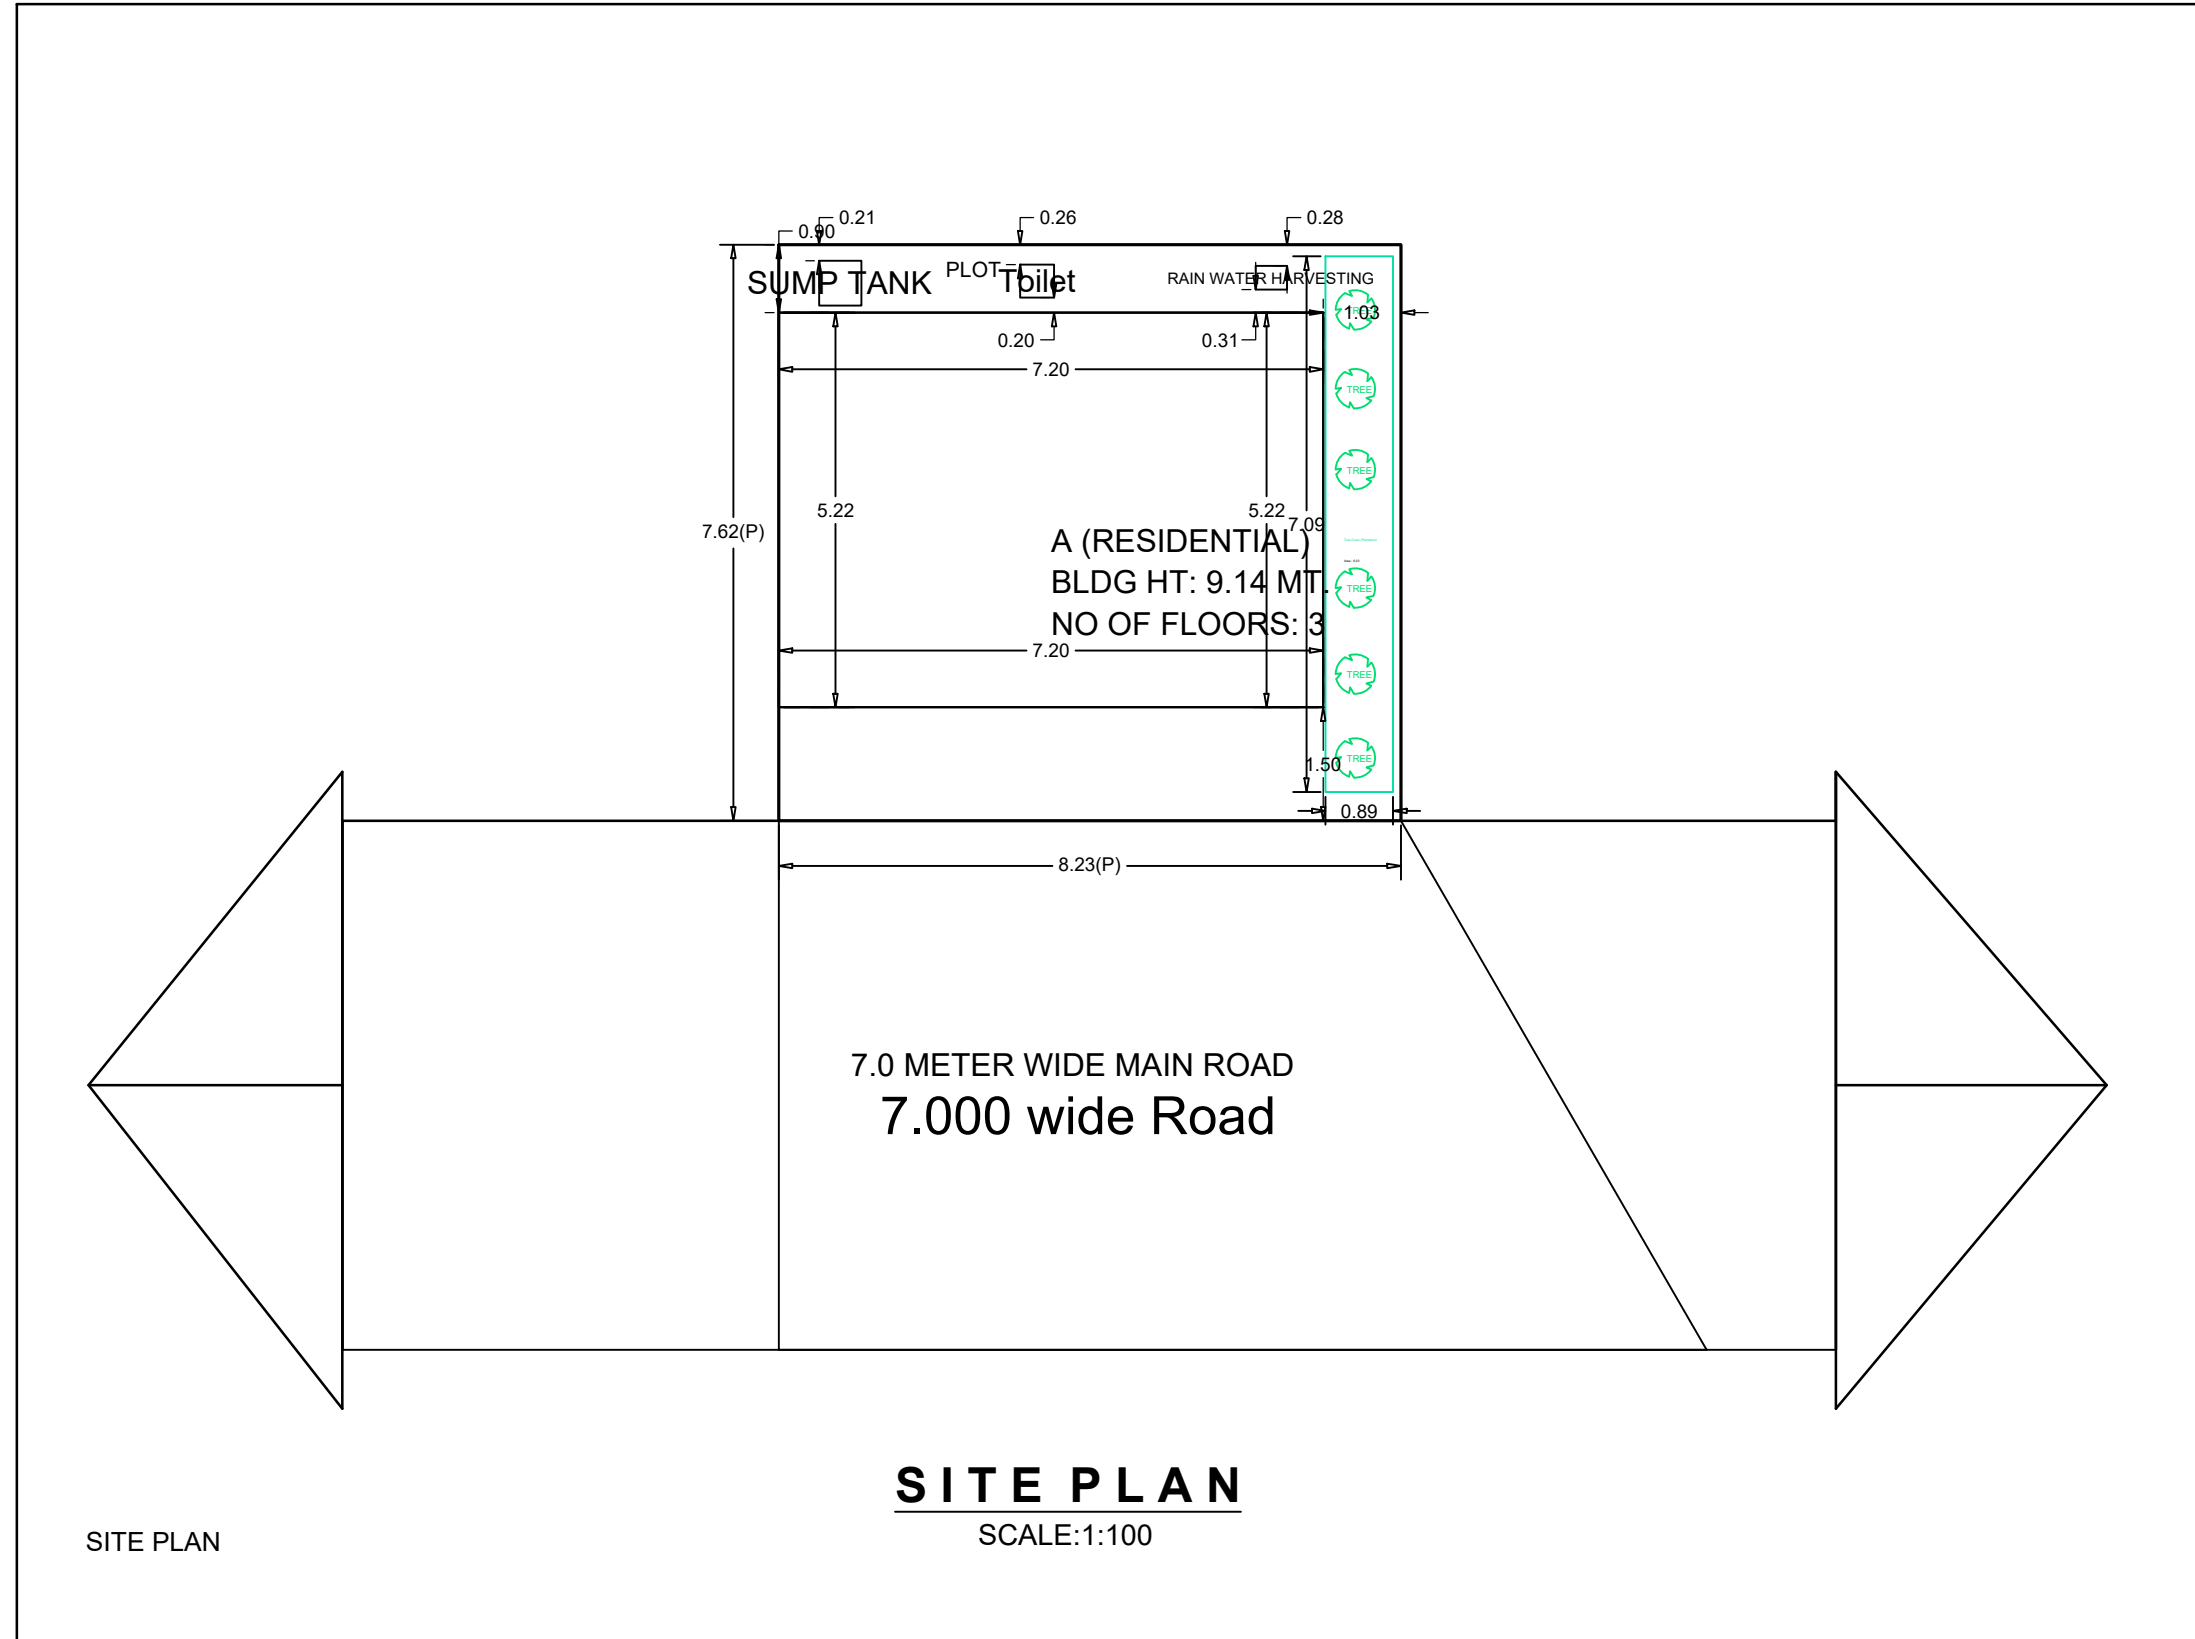 0.21
0.26
0.28
0.90
SUMP TANK
PLOT
Toilet
RAIN WATER HARVESTING
TREE
1.03
0.20
0.31
7.20
TREE
TREE
5.22
5.22
7.09
7.62(P)
A (RESIDENTIAL)
BLDG HT: 9.14 MT.
NO OF FLOORS: 3
TREE
7.20
TREE
TREE
1.50
0.89
8.23(P)
7.0 METER WIDE MAIN ROAD
7.000 wide Road
SITE PLAN
SCALE:1:100
SITE PLAN